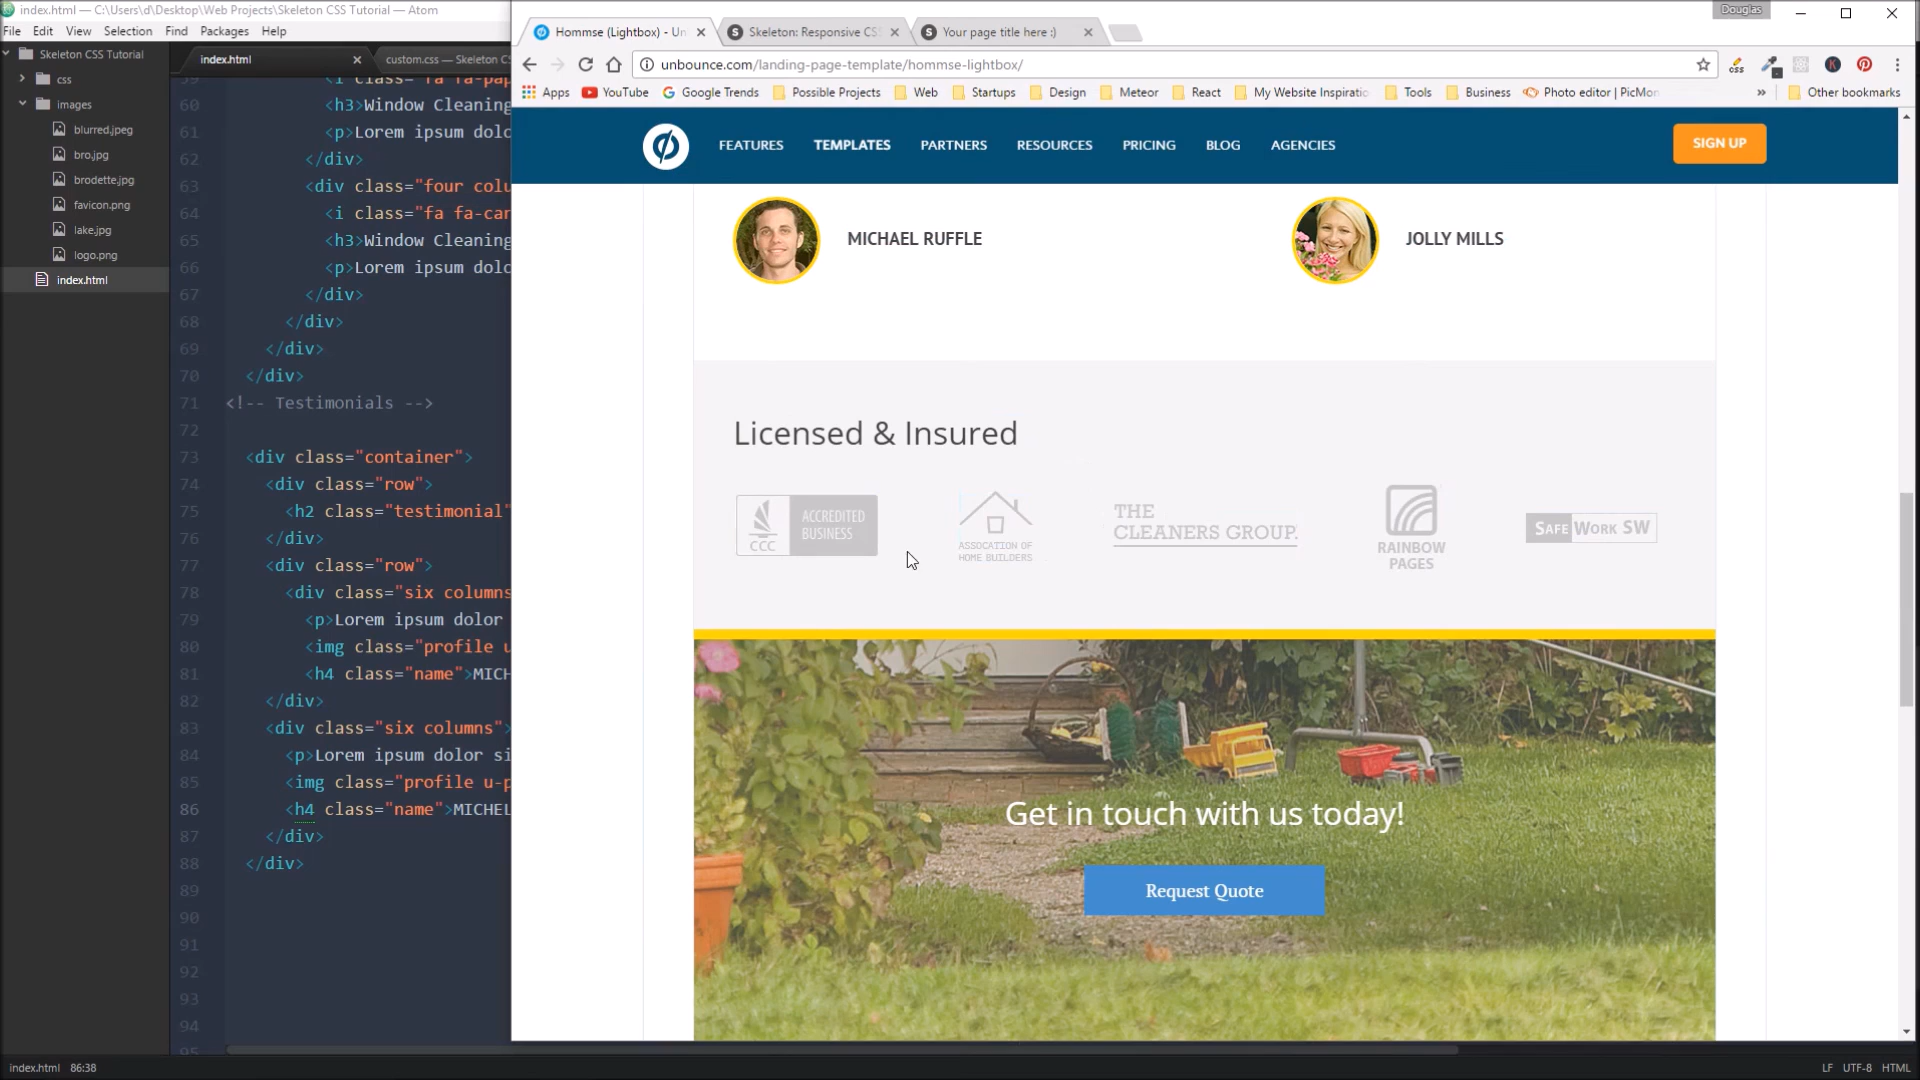 index.html — C:\Users\d\Desktop\Web Projects\Skeleton CSS Tutorial — Atom
File Edit View Selection Find Packages Help
Skeleton CSS Tutorial
css
images
blurred.jpeg
bro.jpg
brodette.jpg
favicon.png
lake.jpg
logo.png
index.html
index.html custom.css — Skeleton CS
59 <i class="fa fa-pap
60 <h3>Window Cleaning
61 <p>Lorem ipsum dolo
62 </div>
63 <div class="four colu
64 <i class="fa fa-car
65 <h3>Window Cleaning
66 <p>Lorem ipsum dolo
67 </div>
68 </div>
69 </div>
70 </div>
71 <!-- Testimonials -->
72
73 <div class="container">
74 <div class="row">
75 <h2 class="testimonial"
76 </div>
77 <div class="row">
78 <div class="six columns
79 <p>Lorem ipsum dolor
80 <img class="profile u
81 <h4 class="name">MICH
82 </div>
83 <div class="six columns">
84 <p>Lorem ipsum dolor si
85 <img class="profile u-p
86 <h4 class="name">MICHEL
87 </div>
88 </div>
89
90
91
92
93
94
95
index.html 86:38
LF UTF-8 HTML
Douglas
Hommse (Lightbox) - Un Skeleton: Responsive CS Your page title here :)
unbounce.com/landing-page-template/hommse-lightbox/
css
Apps YouTube Google Trends Possible Projects Web Startups Design Meteor React My Website Inspiratio Tools Business Photo editor | PicMon » Other bookmarks
FEATURES TEMPLATES PARTNERS RESOURCES PRICING BLOG AGENCIES SIGN UP
MICHAEL RUFFLE
JOLLY MILLS
Licensed & Insured
CCC
ACCREDITED
BUSINESS
ASSOCATION OF
HOME BUILDERS
THE
CLEANERS GROUP.
RAINBOW
PAGES
SAFE WORK SW
Get in touch with us today!
Request Quote